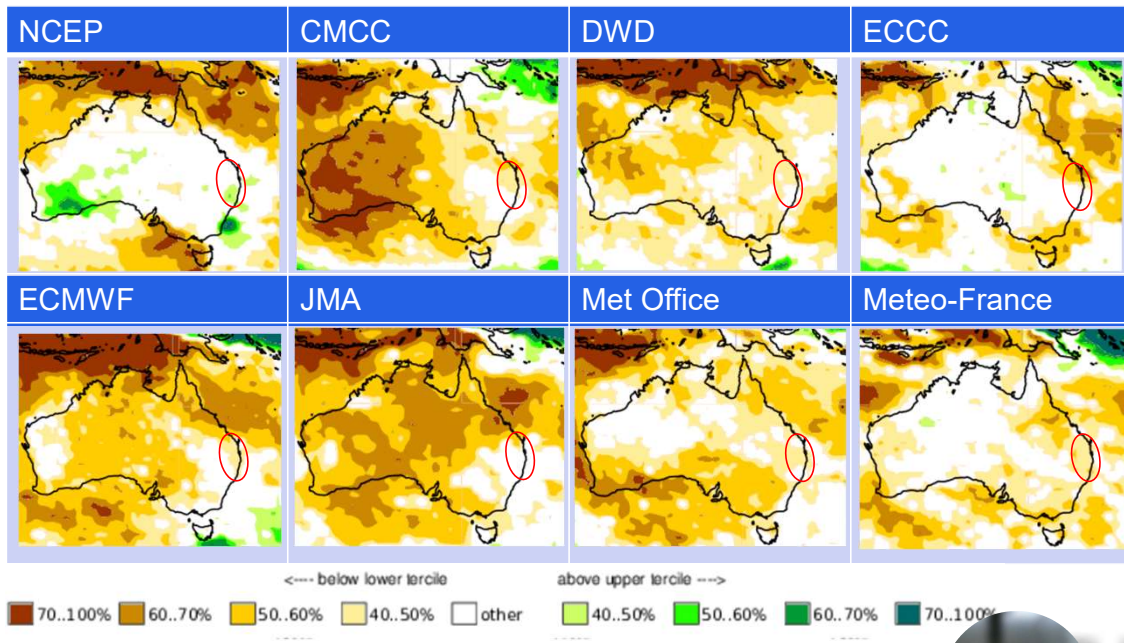 NCEP CMCC DWD ECCC
ECMWF JMA Met Office Meteo-France
<---- below lower tercile above upper tercile ---->
70..100% 60..70% 50..60% 40..50% other 40..50% 50..60% 60..70% 70..100%